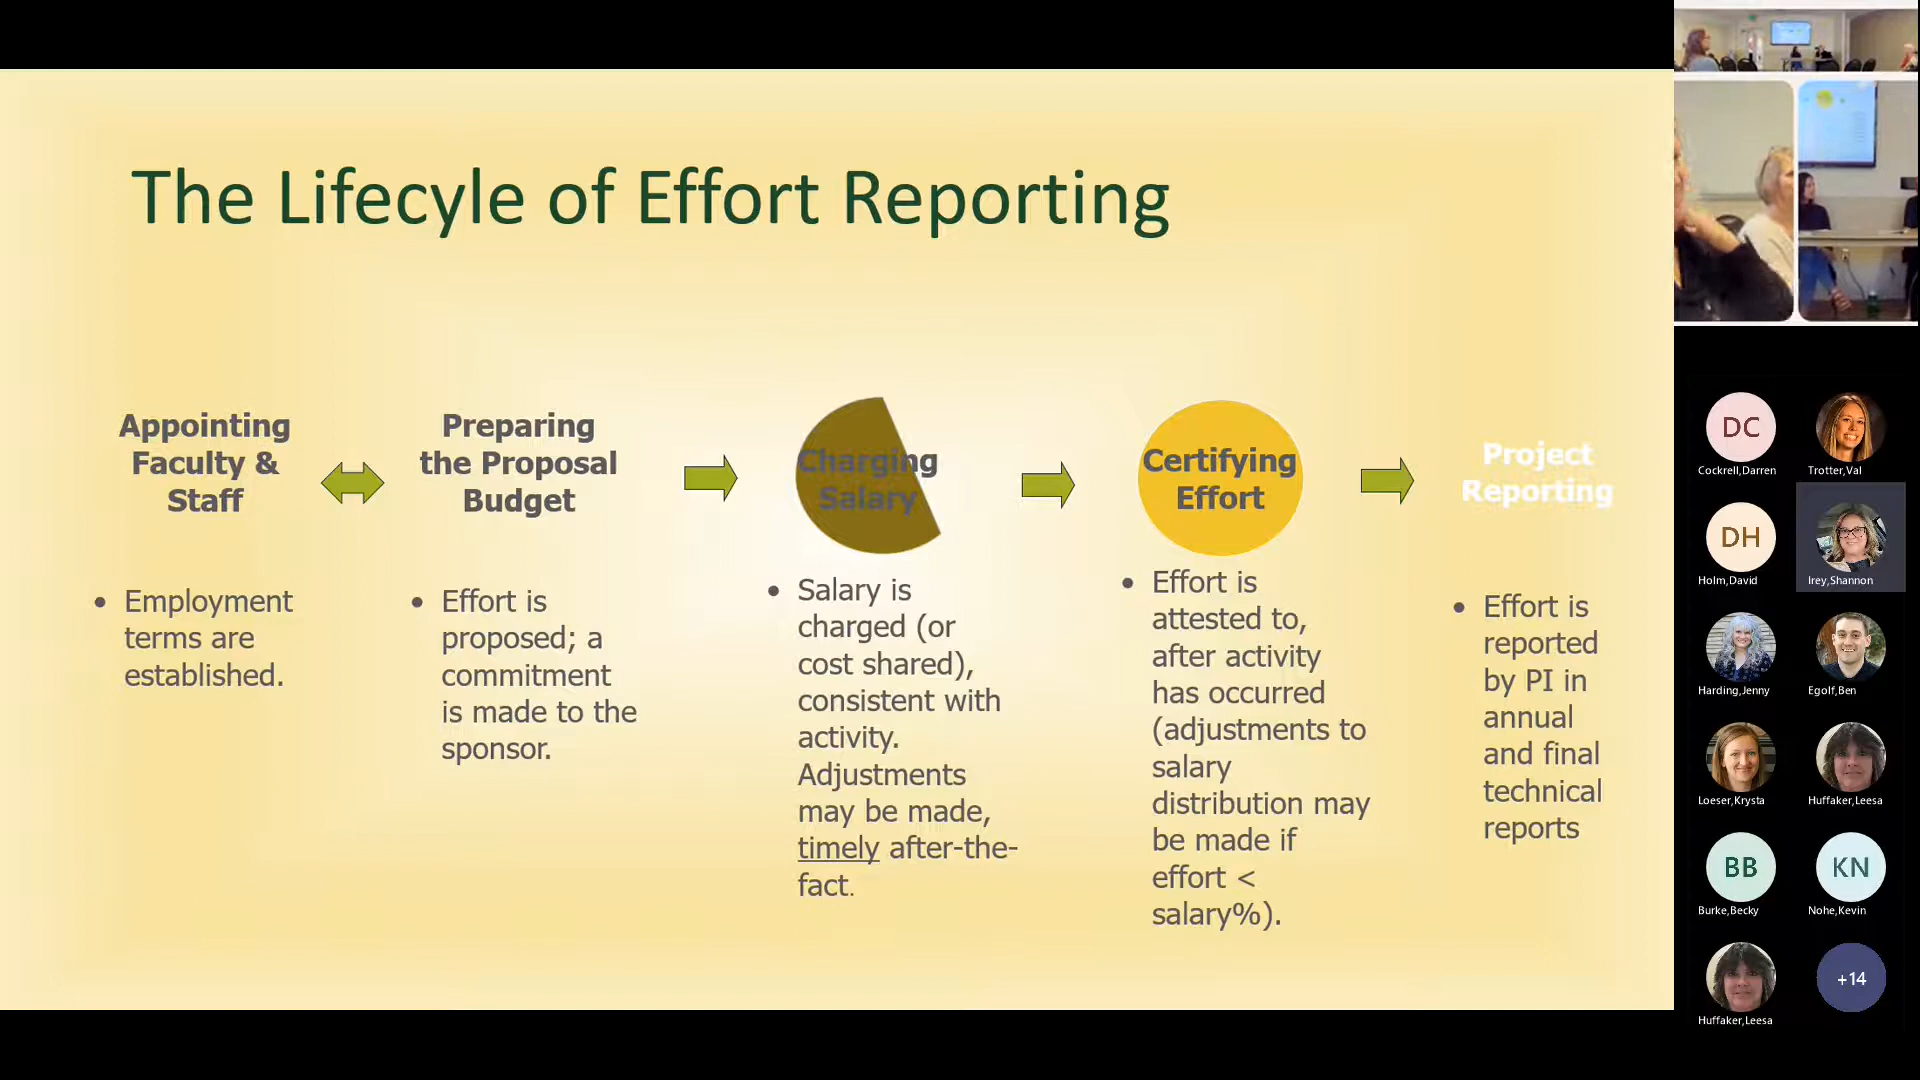 The Lifecyle of Effort Reporting
Appointing
Faculty &
Staff
Preparing
the Proposal
Budget
Charging
Salary
Certifying
Effort
Project
Reporting
• Employment
terms are
established.
• Effort is
proposed; a
commitment
is made to the
sponsor.
• Salary is
charged (or
cost shared),
consistent with
activity.
Adjustments
may be made,
timely after-the-
fact.
• Effort is
attested to,
after activity
has occurred
(adjustments to
salary
distribution may
be made if
effort <
salary%).
• Effort is
reported
by PI in
annual
and final
technical
reports
DC
Cockrell,Darren
Trotter,Val
DH
Holm,David
Irey,Shannon
Harding,Jenny
Egolf,Ben
Loeser,Krysta
Huffaker,Leesa
BB
Burke,Becky
KN
Nohe,Kevin
Huffaker,Leesa
+14